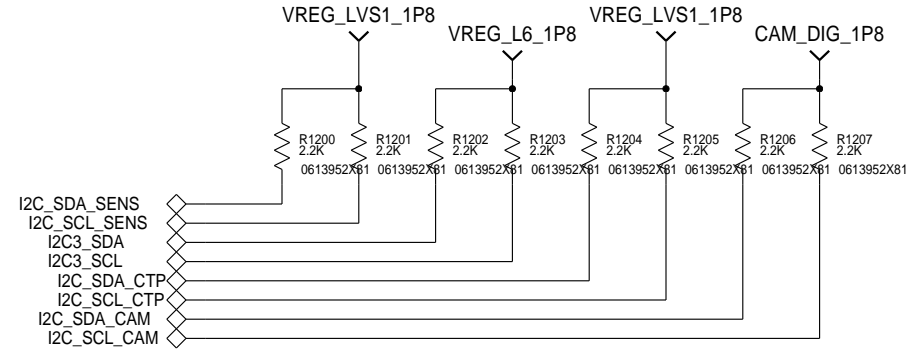 VREG_LVS1_1P8
VREG_L6_1P8
VREG_LVS1_1P8
CAM_DIG_1P8
R1200
2.2K
0613952X81
R1201
2.2K
0613952X81
R1202
2.2K
0613952X81
R1203
2.2K
0613952X81
R1204
2.2K
0613952X81
R1205
2.2K
0613952X81
R1206
2.2K
0613952X81
R1207
2.2K
0613952X81
I2C_SDA_SENS
I2C_SCL_SENS
I2C3_SDA
I2C3_SCL
I2C_SDA_CTP
I2C_SCL_CTP
I2C_SDA_CAM
I2C_SCL_CAM